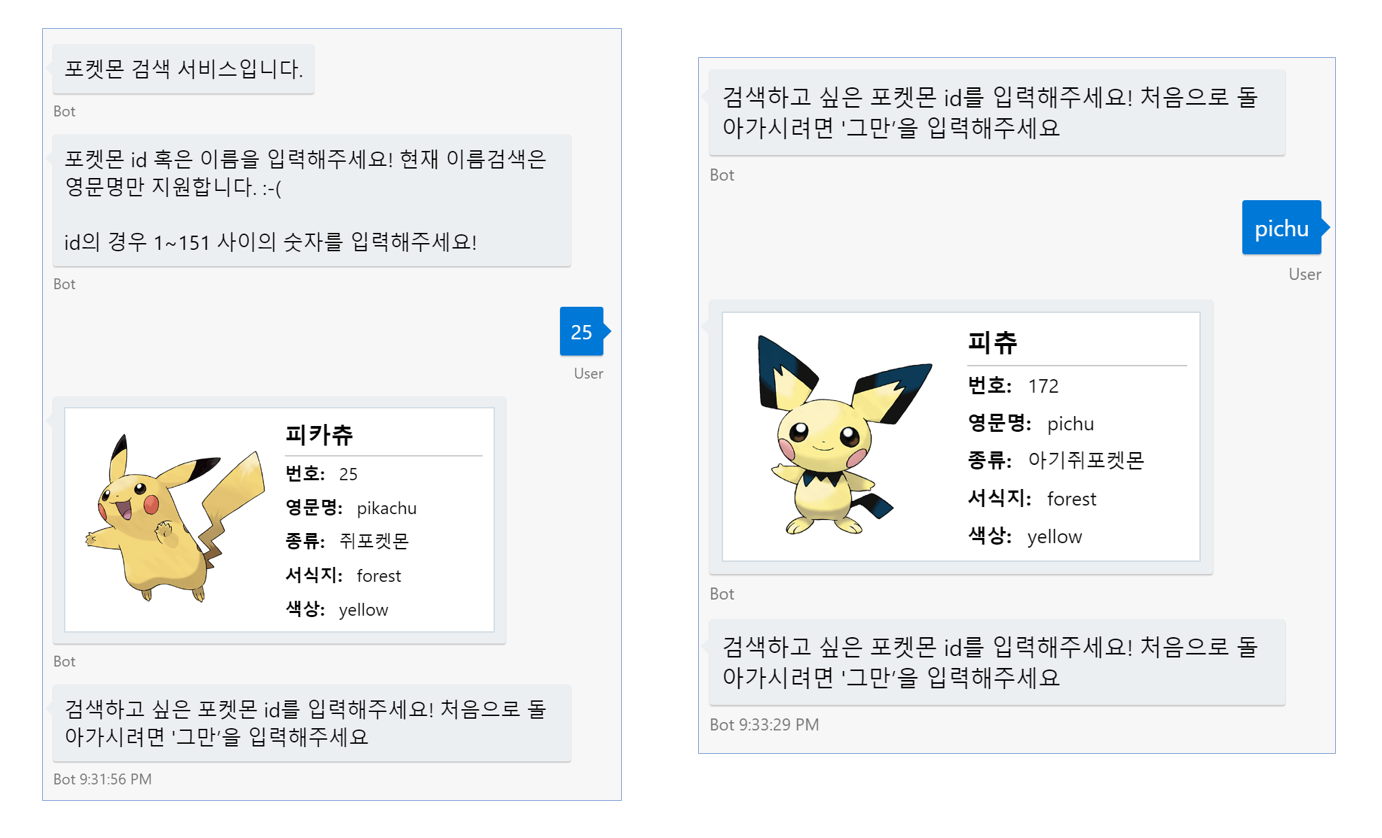 포켓몬 검색 서비스입니다.
Bot
포켓몬 id 혹은 이름을 입력해주세요! 현재 이름검색은
영문명만 지원합니다. :-(
id의 경우 1~151 사이의 숫자를 입력해주세요!
Bot
25
User
피카츄
번호: 25
영문명: pikachu
종류: 쥐포켓몬
서식지: forest
색상: yellow
Bot
검색하고 싶은 포켓몬 id를 입력해주세요! 처음으로 돌
아가시려면 '그만'을 입력해주세요
Bot 9:31:56 PM
검색하고 싶은 포켓몬 id를 입력해주세요! 처음으로 돌
아가시려면 '그만'을 입력해주세요
Bot
pichu
User
피츄
번호: 172
영문명: pichu
종류: 아기쥐포켓몬
서식지: forest
색상: yellow
Bot
검색하고 싶은 포켓몬 id를 입력해주세요! 처음으로 돌
아가시려면 '그만'을 입력해주세요
Bot 9:33:29 PM